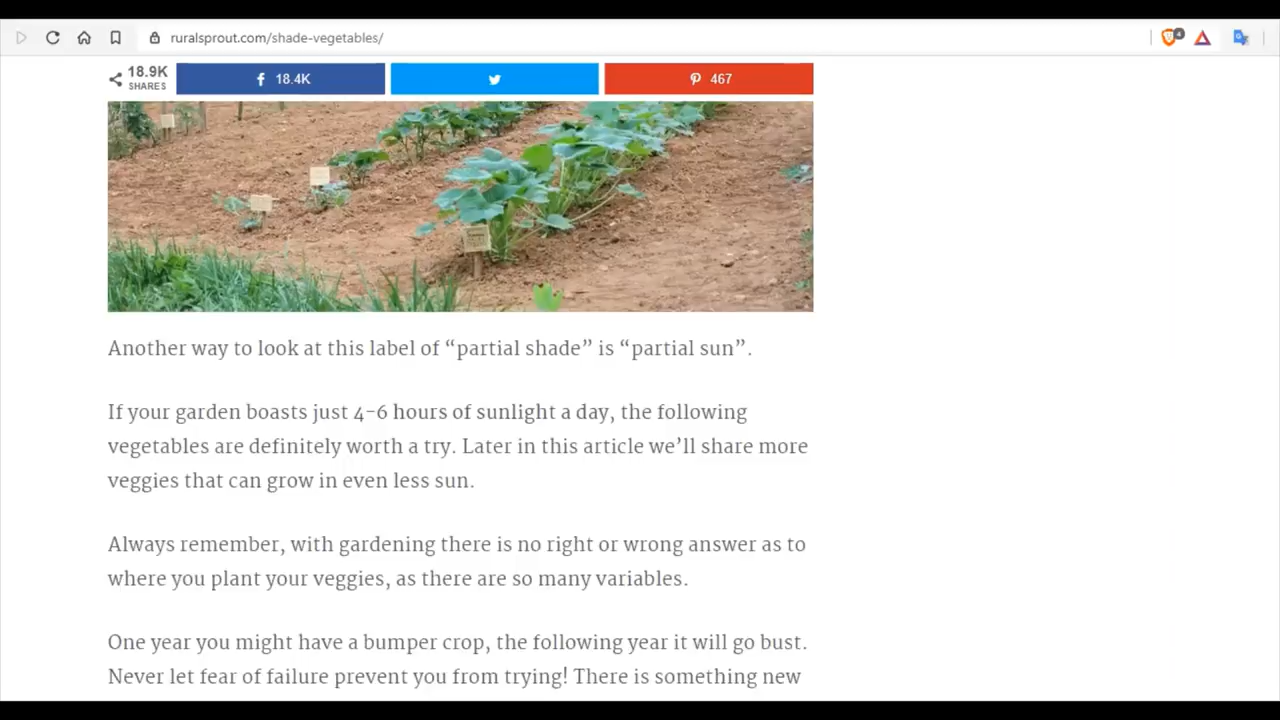 ruralsprout.com/shade-vegetables/
4
18.9K
SHARES
18.4K
467
Another way to look at this label of “partial shade” is “partial sun”.
If your garden boasts just 4-6 hours of sunlight a day, the following
vegetables are definitely worth a try. Later in this article we’ll share more
veggies that can grow in even less sun.
Always remember, with gardening there is no right or wrong answer as to
where you plant your veggies, as there are so many variables.
One year you might have a bumper crop, the following year it will go bust.
Never let fear of failure prevent you from trying! There is something new